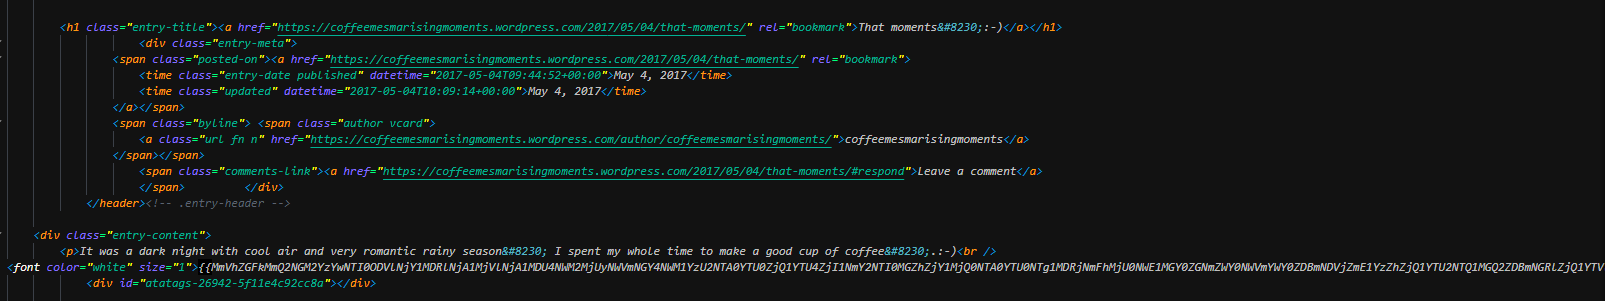 <h1 class="entry-title"><a href="https://coffeemesmarisingmoments.wordpress.com/2017/05/04/that-moments/" rel="bookmark">That moments&#8230;:-)</a></h1>
<div class="entry-meta">
<span class="posted-on"><a href="https://coffeemesmarisingmoments.wordpress.com/2017/05/04/that-moments/" rel="bookmark">
<time class="entry-date published" datetime="2017-05-04T09:44:52+00:00">May 4, 2017</time>
<time class="updated" datetime="2017-05-04T10:09:14+00:00">May 4, 2017</time>
</a></span>
<span class="byline"> <span class="author vcard">
<a class="url fn n" href="https://coffeemesmarisingmoments.wordpress.com/author/coffeemesmarisingmoments/">coffeemesmarisingmoments</a>
</span></span>
<span class="comments-link"><a href="https://coffeemesmarisingmoments.wordpress.com/2017/05/04/that-moments/#respond">Leave a comment</a>
</span> </div>
</header><!-- .entry-header -->
<div class="entry-content">
<p>It was a dark night with cool air and very romantic rainy season&#8230; I spent my whole time to make a good cup of coffee&#8230;.:-)<br />
<font color="white" size="1">{{
<div id="atatags-26942-5f11e4c92cc8a"></div>